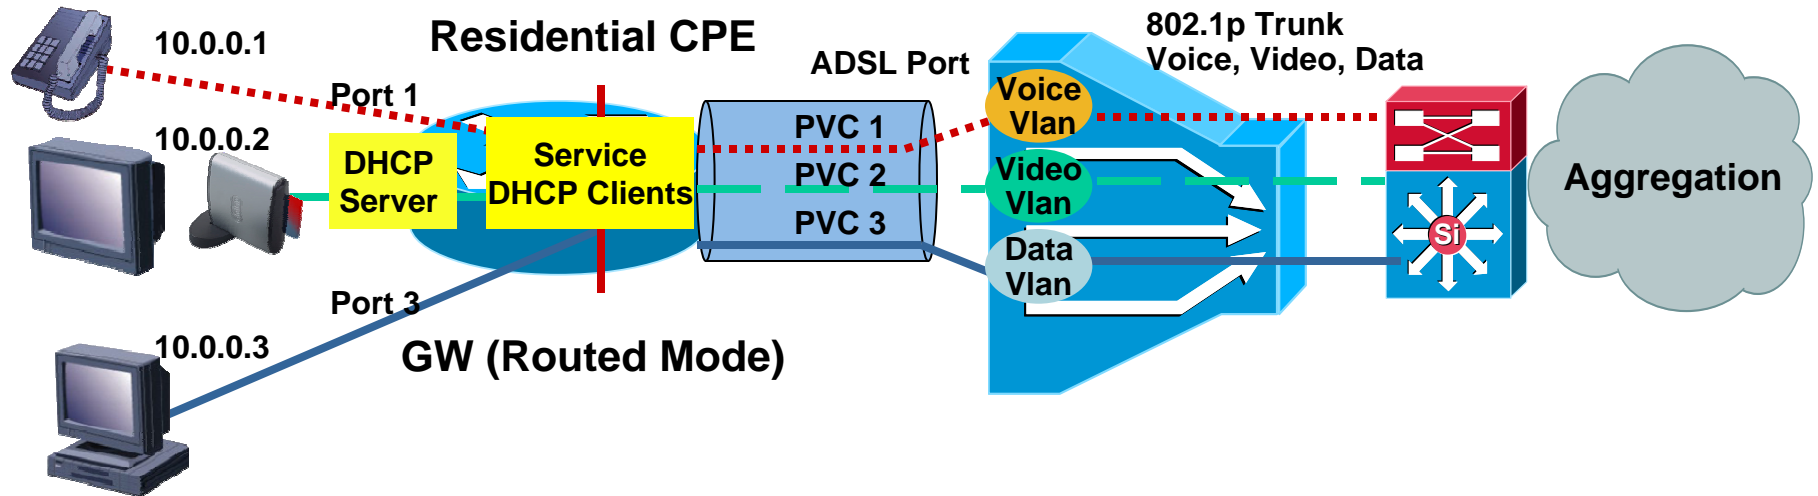 10.0.0.1
Residential CPE
802.1p Trunk
Voice, Video, Data
ADSL Port
Port 1
Voice
Vlan
PVC 1
10.0.0.2
DHCP
Server
Service
DHCP Clients
PVC 2
Video
Vlan
Aggregation
PVC 3
Si
Data
Vlan
Port 3
10.0.0.3
GW (Routed Mode)